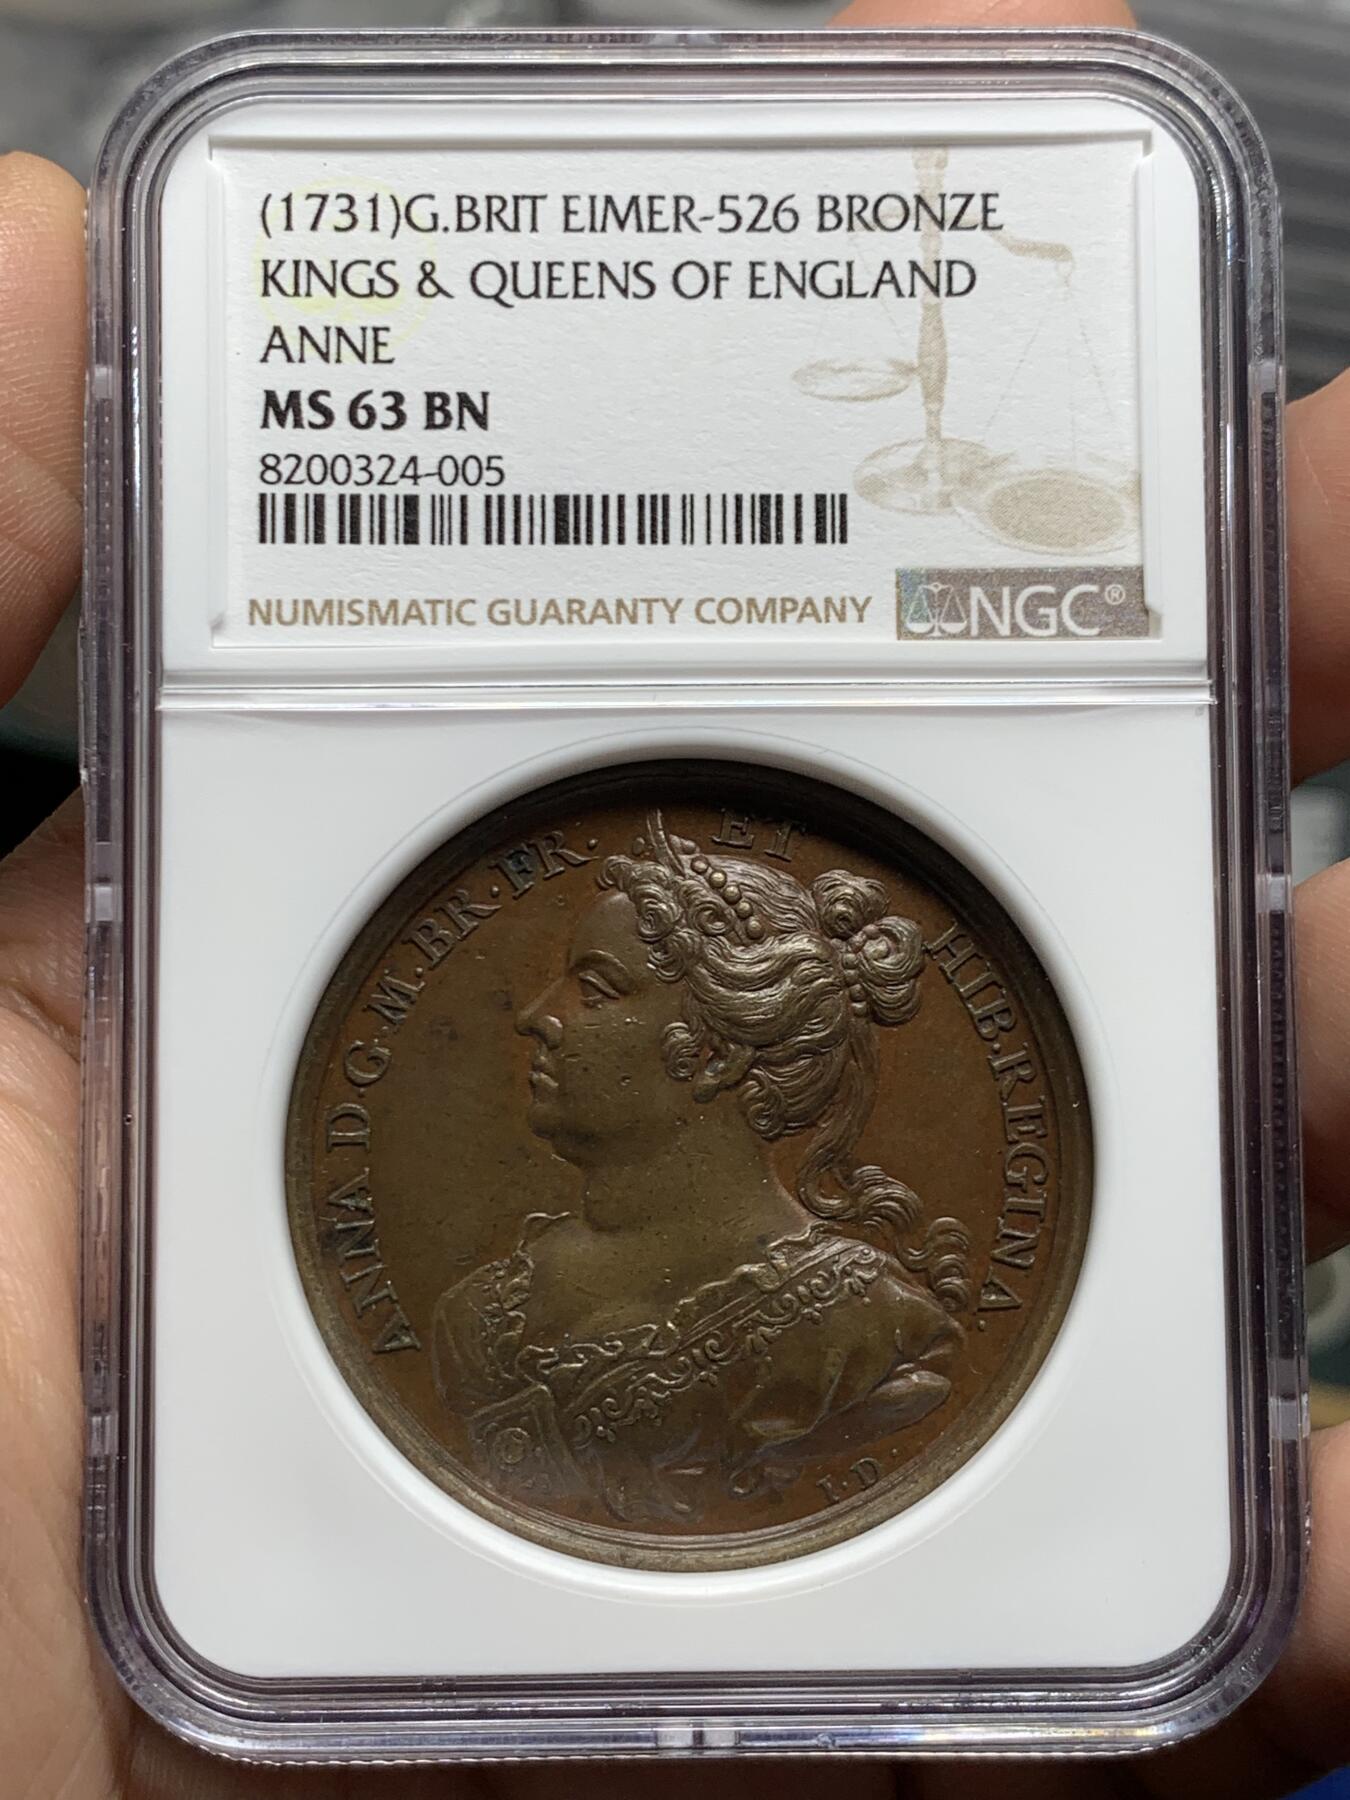 (1731)G.BRIT EIMER-526 BRONZE
KINGS & QUEENS OF ENGLAND
ANNE
MS 63 BN
8200324-005
NUMISMATIC GUARANTY COMPANY
NGC®
ANNA D.G.M.BR.FR: ET HIB.REGINA.
I.D.